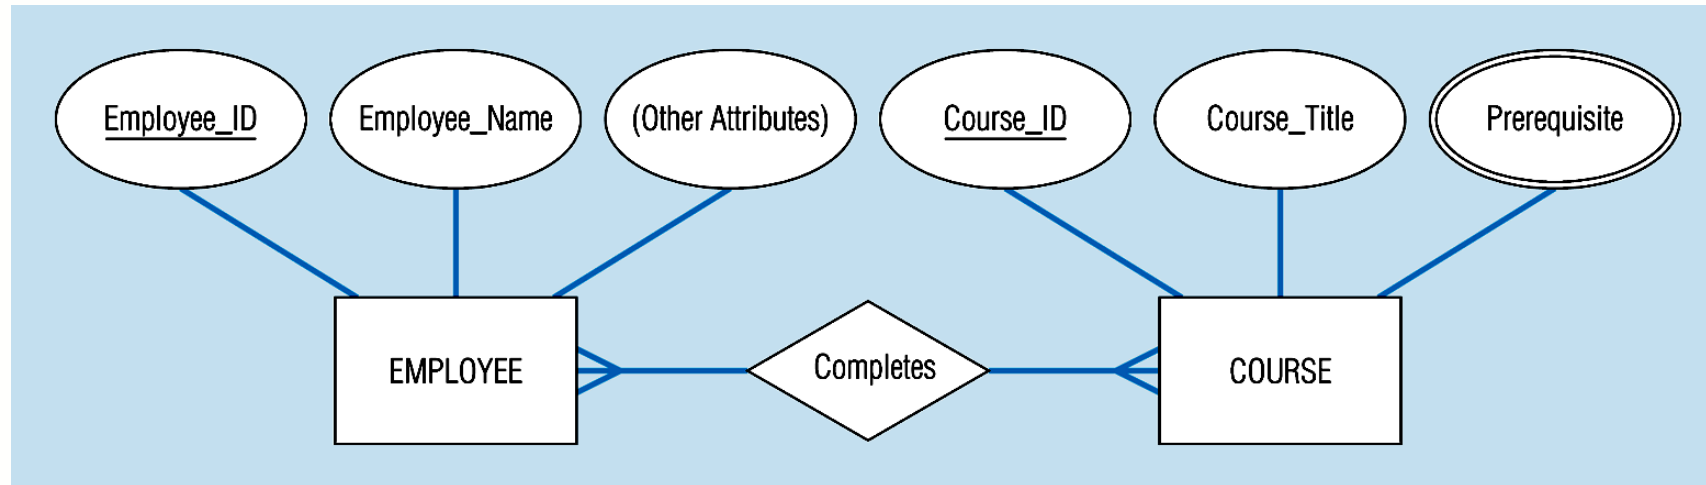 Employee_ID
Employee_Name
(Other Attributes)
Course_ID
Course_Title
Prerequisite
EMPLOYEE
Completes
COURSE